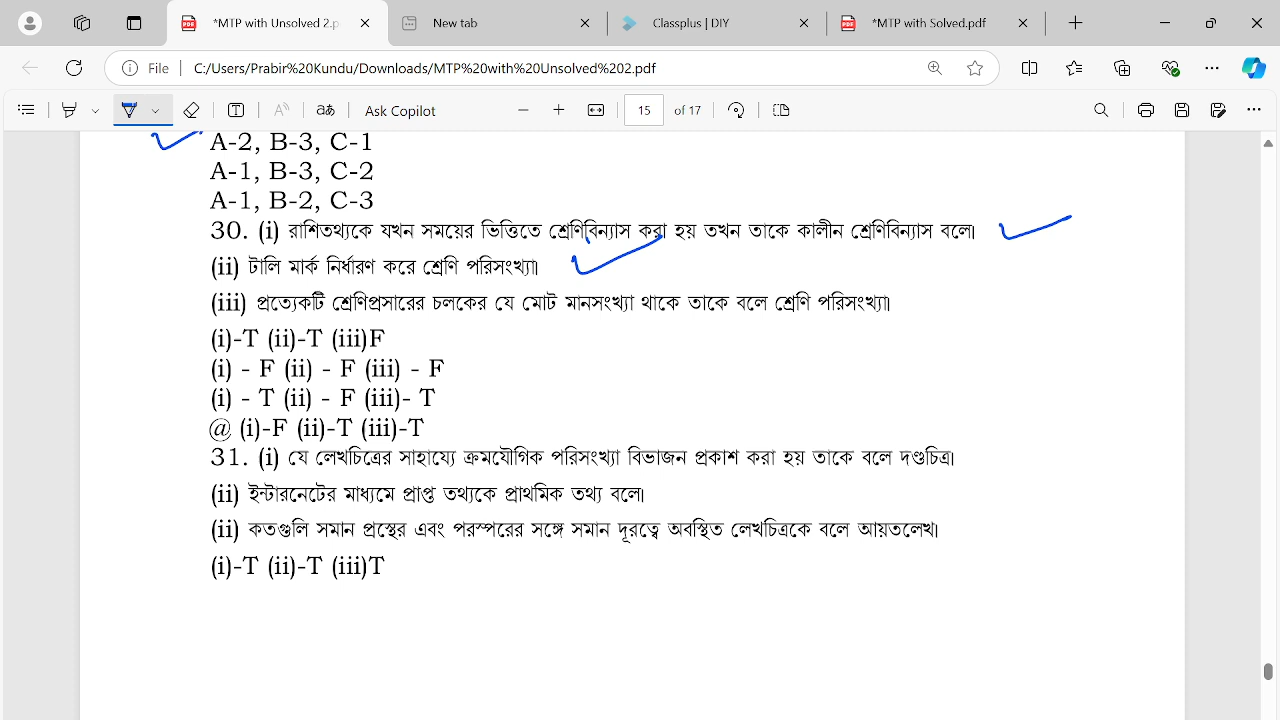 *MTP with Unsolved 2.p
New tab
Classplus | DIY
*MTP with Solved.pdf
File
C:/Users/Prabir%20Kundu/Downloads/MTP%20with%20Unsolved%202.pdf
Ask Copilot
15 of 17
A-2, B-3, C-1
A-1, B-3, C-2
A-1, B-2, C-3
30. (i) রাশিতথ্যকে যখন সময়ের ভিত্তিতে শ্রেণিবিন্যাস করা হয় তখন তাকে কালীন শ্রেণিবিন্যাস বলে।
(ii) টালি মার্ক নির্ধারণ করে শ্রেণি পরিসংখ্যা।
(iii) প্রত্যেকটি শ্রেণিপ্রসারের চলকের যে মোট মানসংখ্যা থাকে তাকে বলে শ্রেণি পরিসংখ্যা।
(i)-T (ii)-T (iii)F
(i) - F (ii) - F (iii) - F
(i) - T (ii) - F (iii)- T
@ (i)-F (ii)-T (iii)-T
31. (i) যে লেখচিত্রের সাহায্যে ক্রমযৌগিক পরিসংখ্যা বিভাজন প্রকাশ করা হয় তাকে বলে দণ্ডচিত্র।
(ii) ইন্টারনেটের মাধ্যমে প্রাপ্ত তথ্যকে প্রাথমিক তথ্য বলে।
(ii) কতগুলি সমান প্রস্থের এবং পরস্পরের সঙ্গে সমান দূরত্বে অবস্থিত লেখচিত্রকে বলে আয়তলেখ।
(i)-T (ii)-T (iii)T